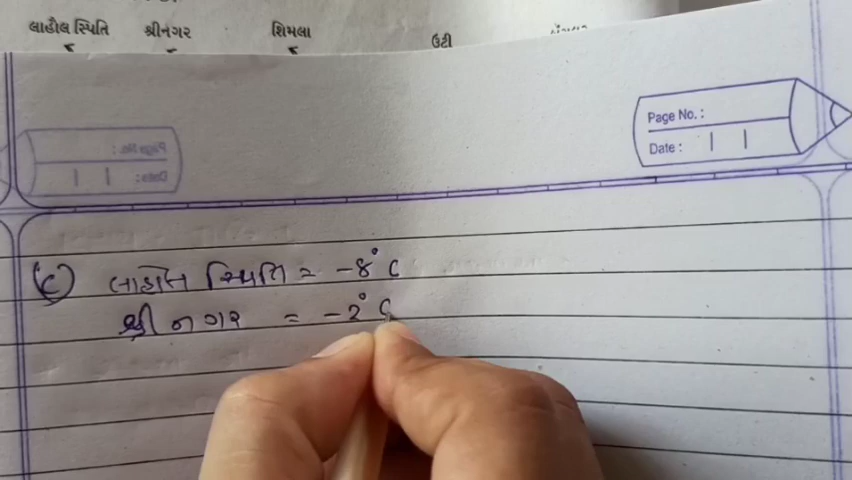 લાહૌલ સ્પિતિ શ્રીનગર શિમલા ઉટી
Page No. :
Date :
(c) લાહોલ સ્પિતિ = -8° C
શ્રીનગર = -2° C